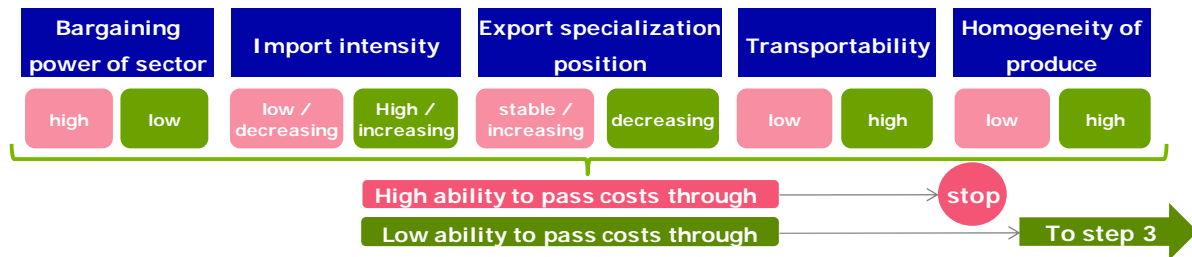 Bargaining
power of sector
Import intensity
Export specialization
position
Transportability
Homogeneity of
produce
high
low
low /
decreasing
High /
increasing
stable /
increasing
decreasing
low
high
low
high
High ability to pass costs through
stop
Low ability to pass costs through
To step 3